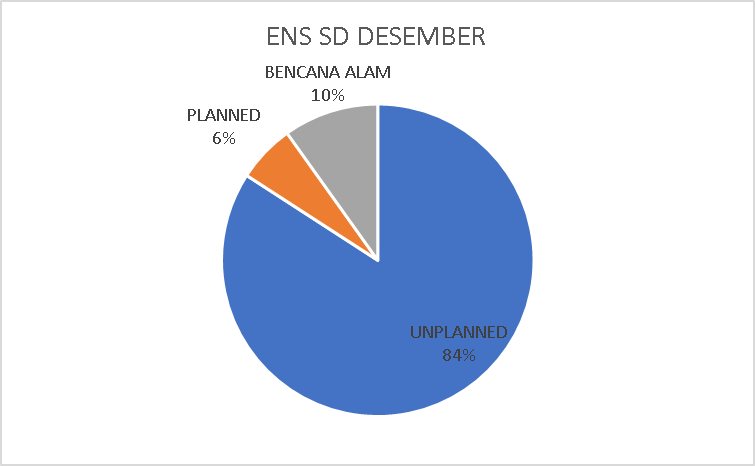 ENS SD DESEMBER
BENCANA ALAM
10%
PLANNED
6%
UNPLANNED
84%